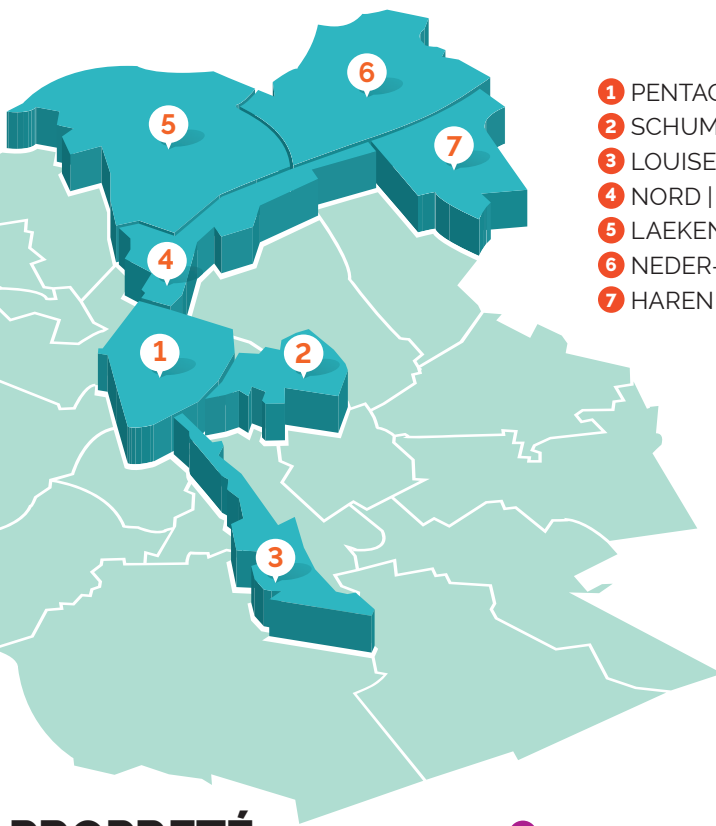 6
5
7
4
1
2
3
1 PENTAG
2 SCHUM
3 LOUISE
4 NORD |
5 LAEKEN
6 NEDER-
7 HAREN
PROPRETÉ